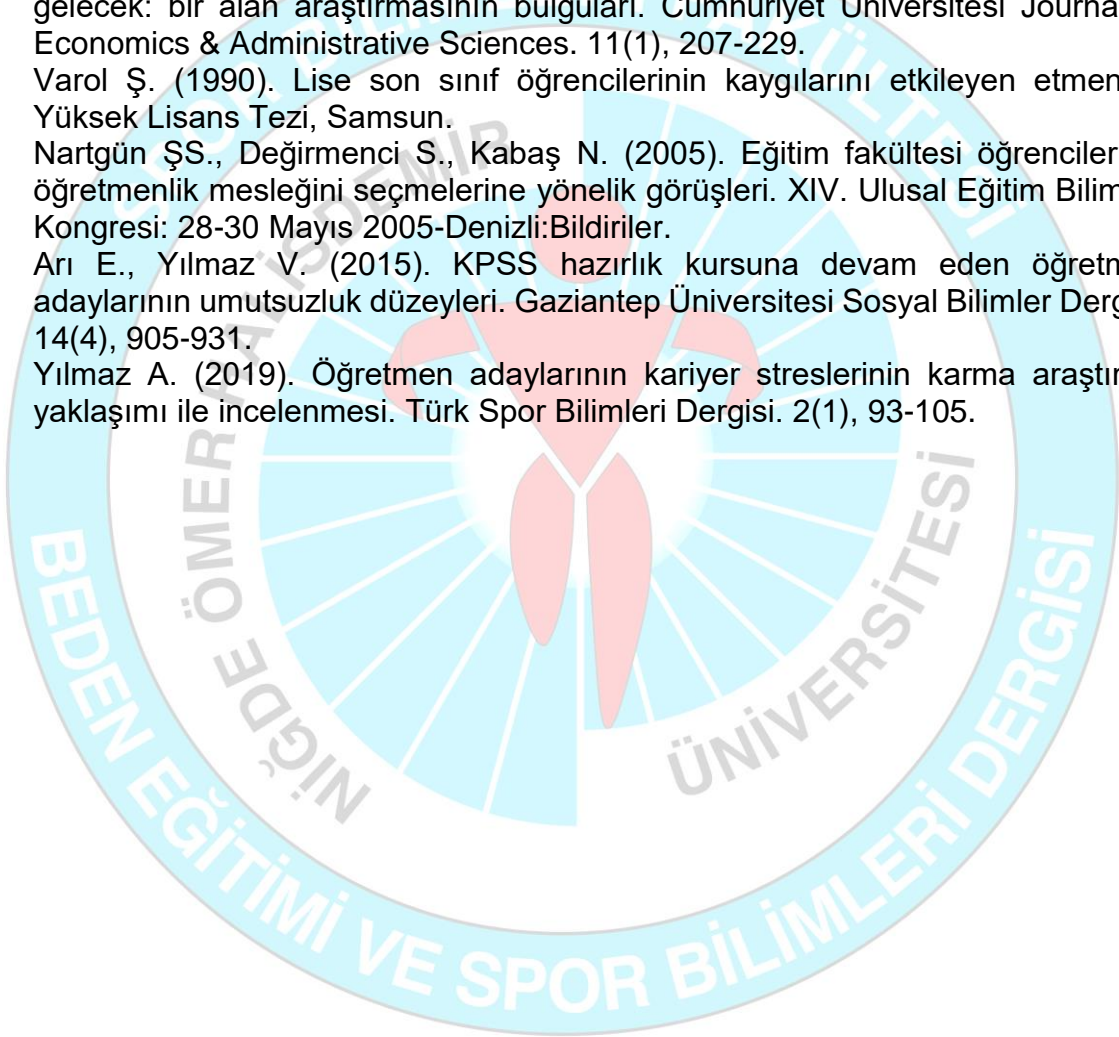 gelecek: bir alan araştırmasının bulguları. Cumhuriyet Üniversitesi Journa
Economics & Administrative Sciences. 11(1), 207-229.
Varol Ş. (1990). Lise son sınıf öğrencilerinin kaygılarını etkileyen etmen
Yüksek Lisans Tezi, Samsun.
Nartgün ŞS., Değirmenci S., Kabaş N. (2005). Eğitim fakültesi öğrenciler
öğretmenlik mesleğini seçmelerine yönelik görüşleri. XIV. Ulusal Eğitim Bilim
Kongresi: 28-30 Mayıs 2005-Denizli:Bildiriler.
Arı E., Yılmaz V. (2015). KPSS hazırlık kursuna devam eden öğretm
adaylarının umutsuzluk düzeyleri. Gaziantep Üniversitesi Sosyal Bilimler Derg
14(4), 905-931.
Yılmaz A. (2019). Öğretmen adaylarının kariyer streslerinin karma araştır
yaklaşımı ile incelenmesi. Türk Spor Bilimleri Dergisi. 2(1), 93-105.
NİĞDE ÖMER HALİSDEMİR ÜNİVERSİTESİ
BEDEN EĞİTİMİ VE SPOR BİLİMLERİ DERGİSİ